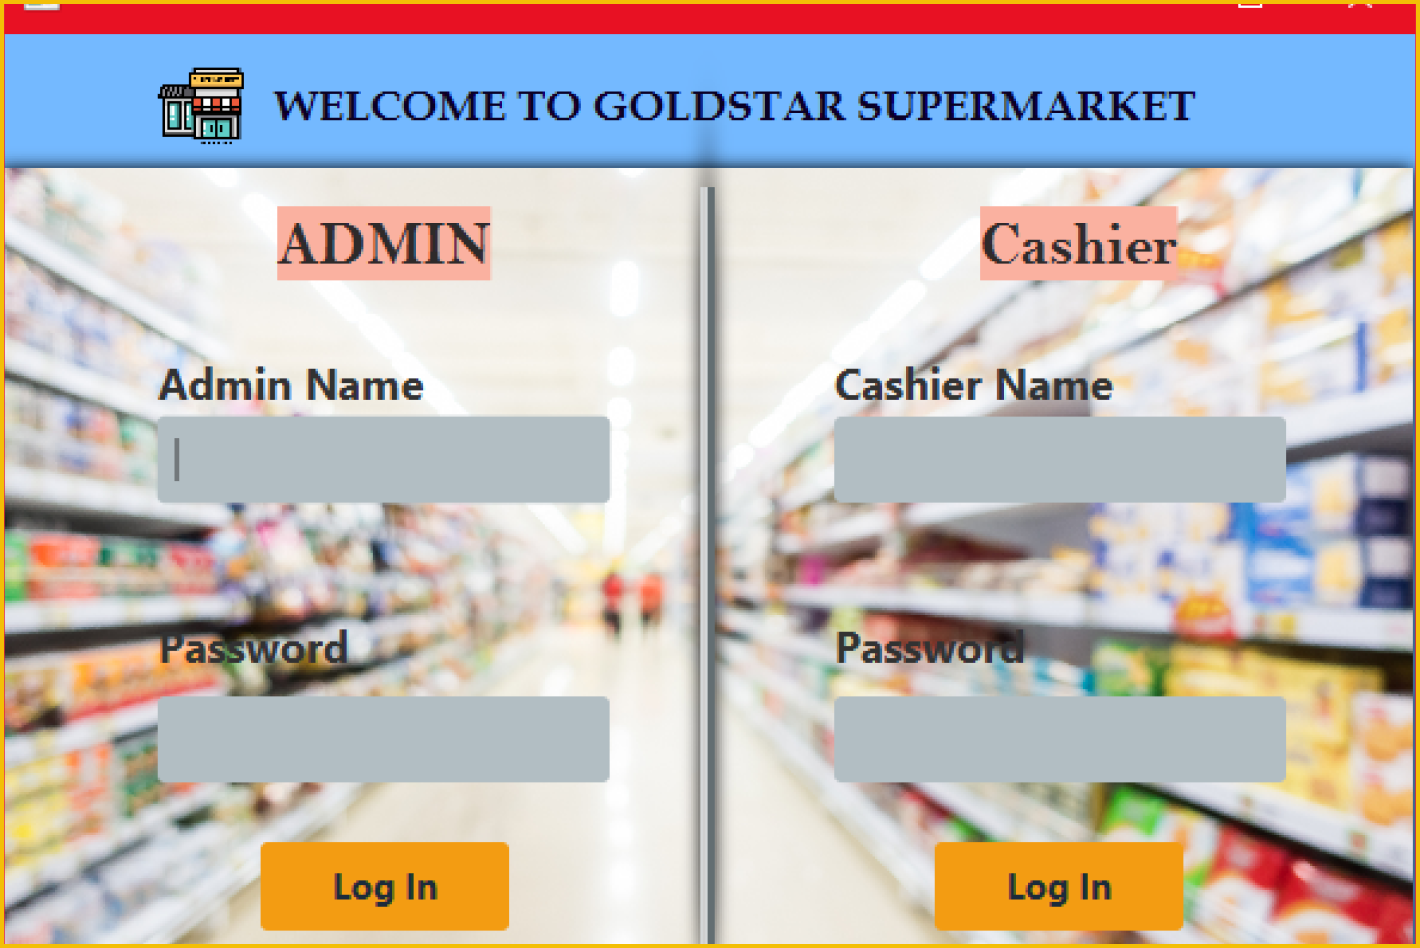 WELCOME TO GOLDSTAR SUPERMARKET
ADMIN
Admin Name
Password
Log In
Cashier
Cashier Name
Password
Log In